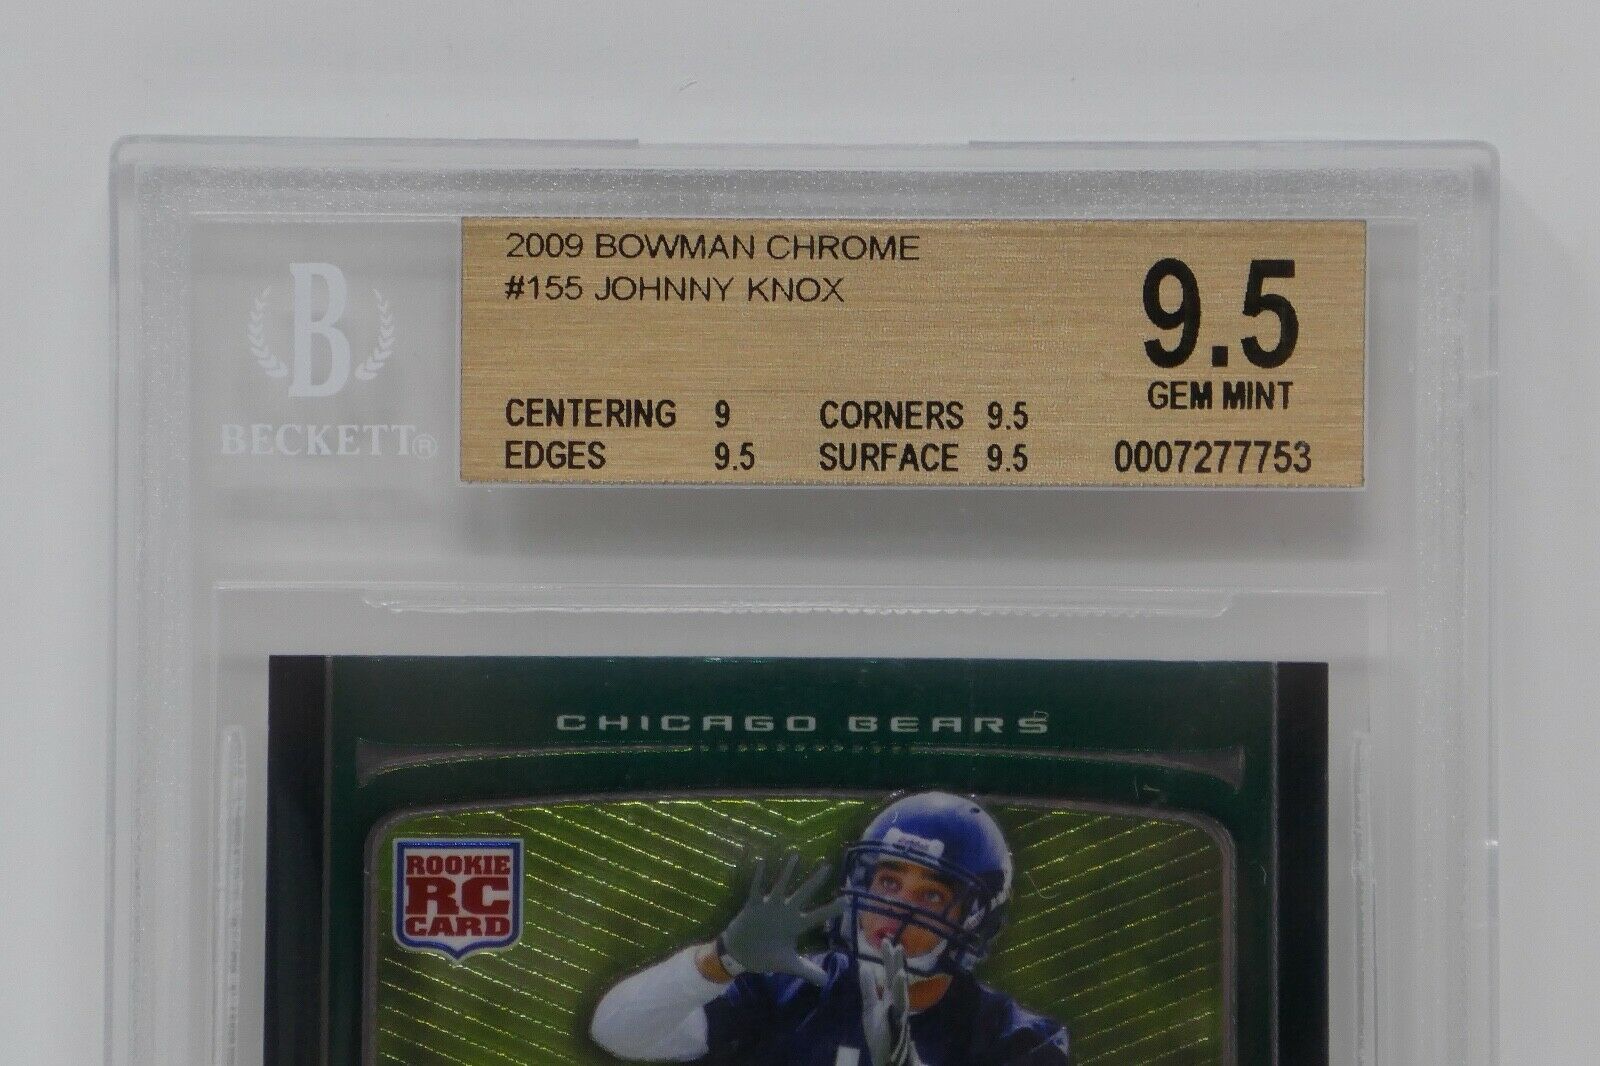 2009 BOWMAN CHROME
#155 JOHNNY KNOX
9.5
GEM MINT
CENTERING 9 CORNERS 9.5
EDGES 9.5 SURFACE 9.5
0007277753
B
BECKETT®
CHICAGO BEARS
ROOKIE
RC
CARD